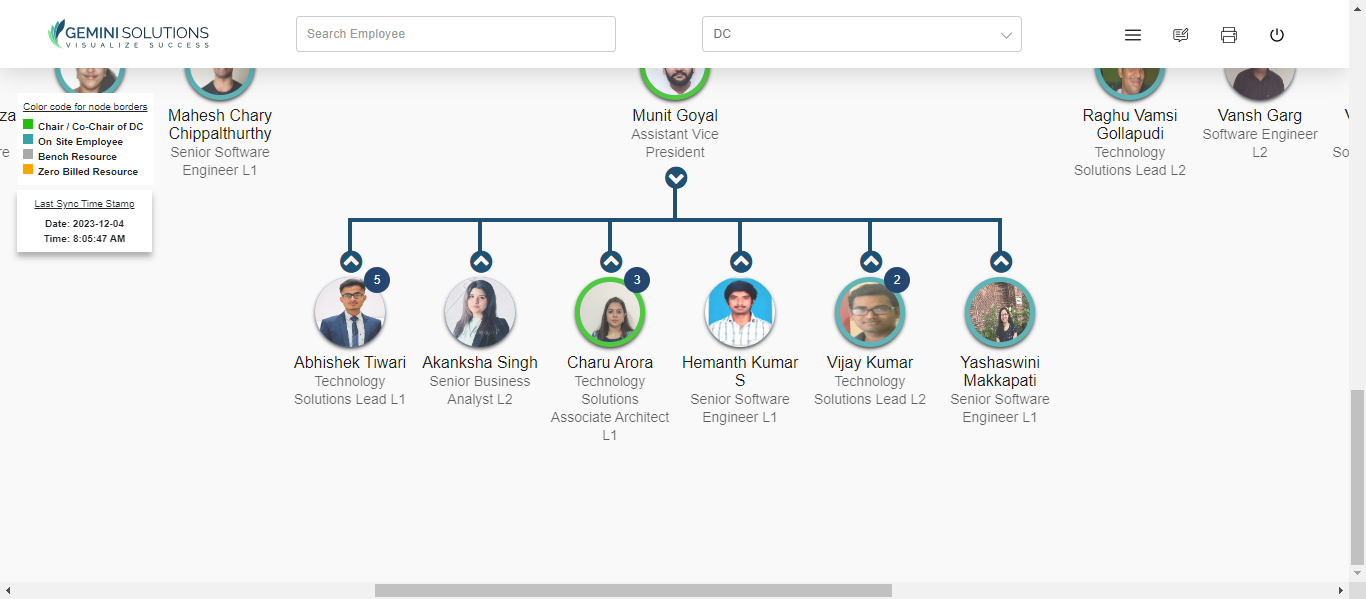 GEMINI SOLUTIONS
VISUALIZE SUCCESS
Search Employee
DC
za
re
Color code for node borders
Chair / Co-Chair of DC
On Site Employee
Bench Resource
Zero Billed Resource
Last Sync Time Stamp
Date: 2023-12-04
Time: 8:05:47 AM
Mahesh Chary
Chippalthurthy
Senior Software
Engineer L1
Munit Goyal
Assistant Vice
President
Raghu Vamsi
Gollapudi
Technology
Solutions Lead L2
Vansh Garg
Software Engineer
L2
So
5
3
2
Abhishek Tiwari
Technology
Solutions Lead L1
Akanksha Singh
Senior Business
Analyst L2
Charu Arora
Technology
Solutions
Associate Architect
L1
Hemanth Kumar
S
Senior Software
Engineer L1
Vijay Kumar
Technology
Solutions Lead L2
Yashaswini
Makkapati
Senior Software
Engineer L1